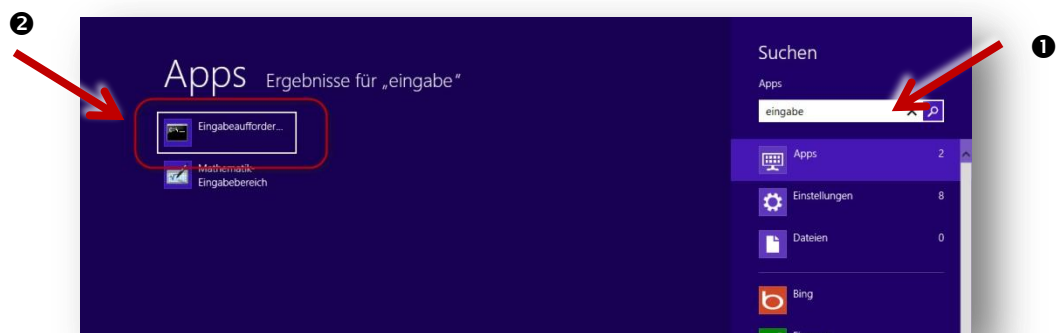 ❷
❶
Apps Ergebnisse für „eingabe“
Eingabeaufforder...
Mathematik-
Eingabebereich
Suchen
Apps
eingabe
Apps 2
Einstellungen 8
Dateien 0
Bing